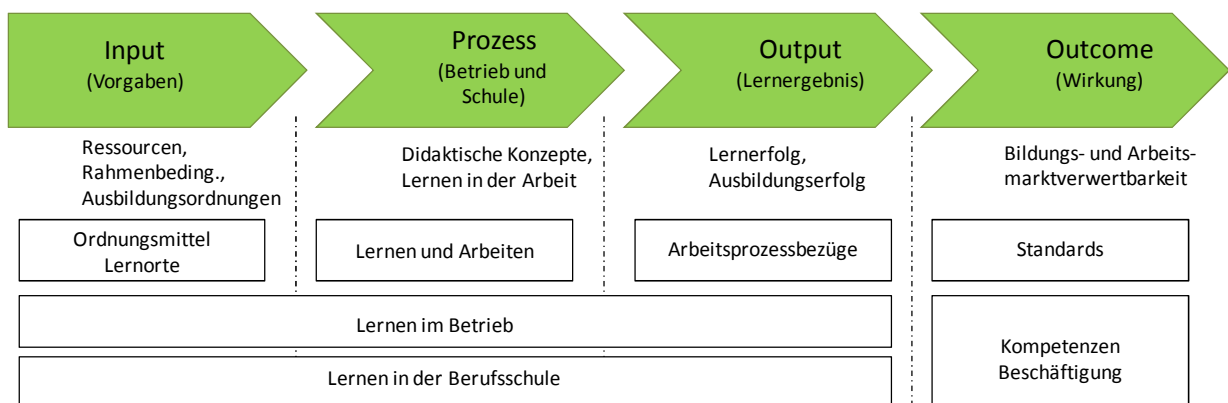 Input
(Vorgaben)
Prozess
(Betrieb und
Schule)
Output
(Lernergebnis)
Outcome
(Wirkung)
Ressourcen,
Rahmenbeding.,
Ausbildungsordnungen
Didaktische Konzepte,
Lernen in der Arbeit
Lernerfolg,
Ausbildungserfolg
Bildungs- und Arbeits-
marktverwertbarkeit
Ordnungsmittel
Lernorte
Lernen und Arbeiten
Arbeitsprozessbezüge
Standards
Lernen im Betrieb
Lernen in der Berufsschule
Kompetenzen
Beschäftigung